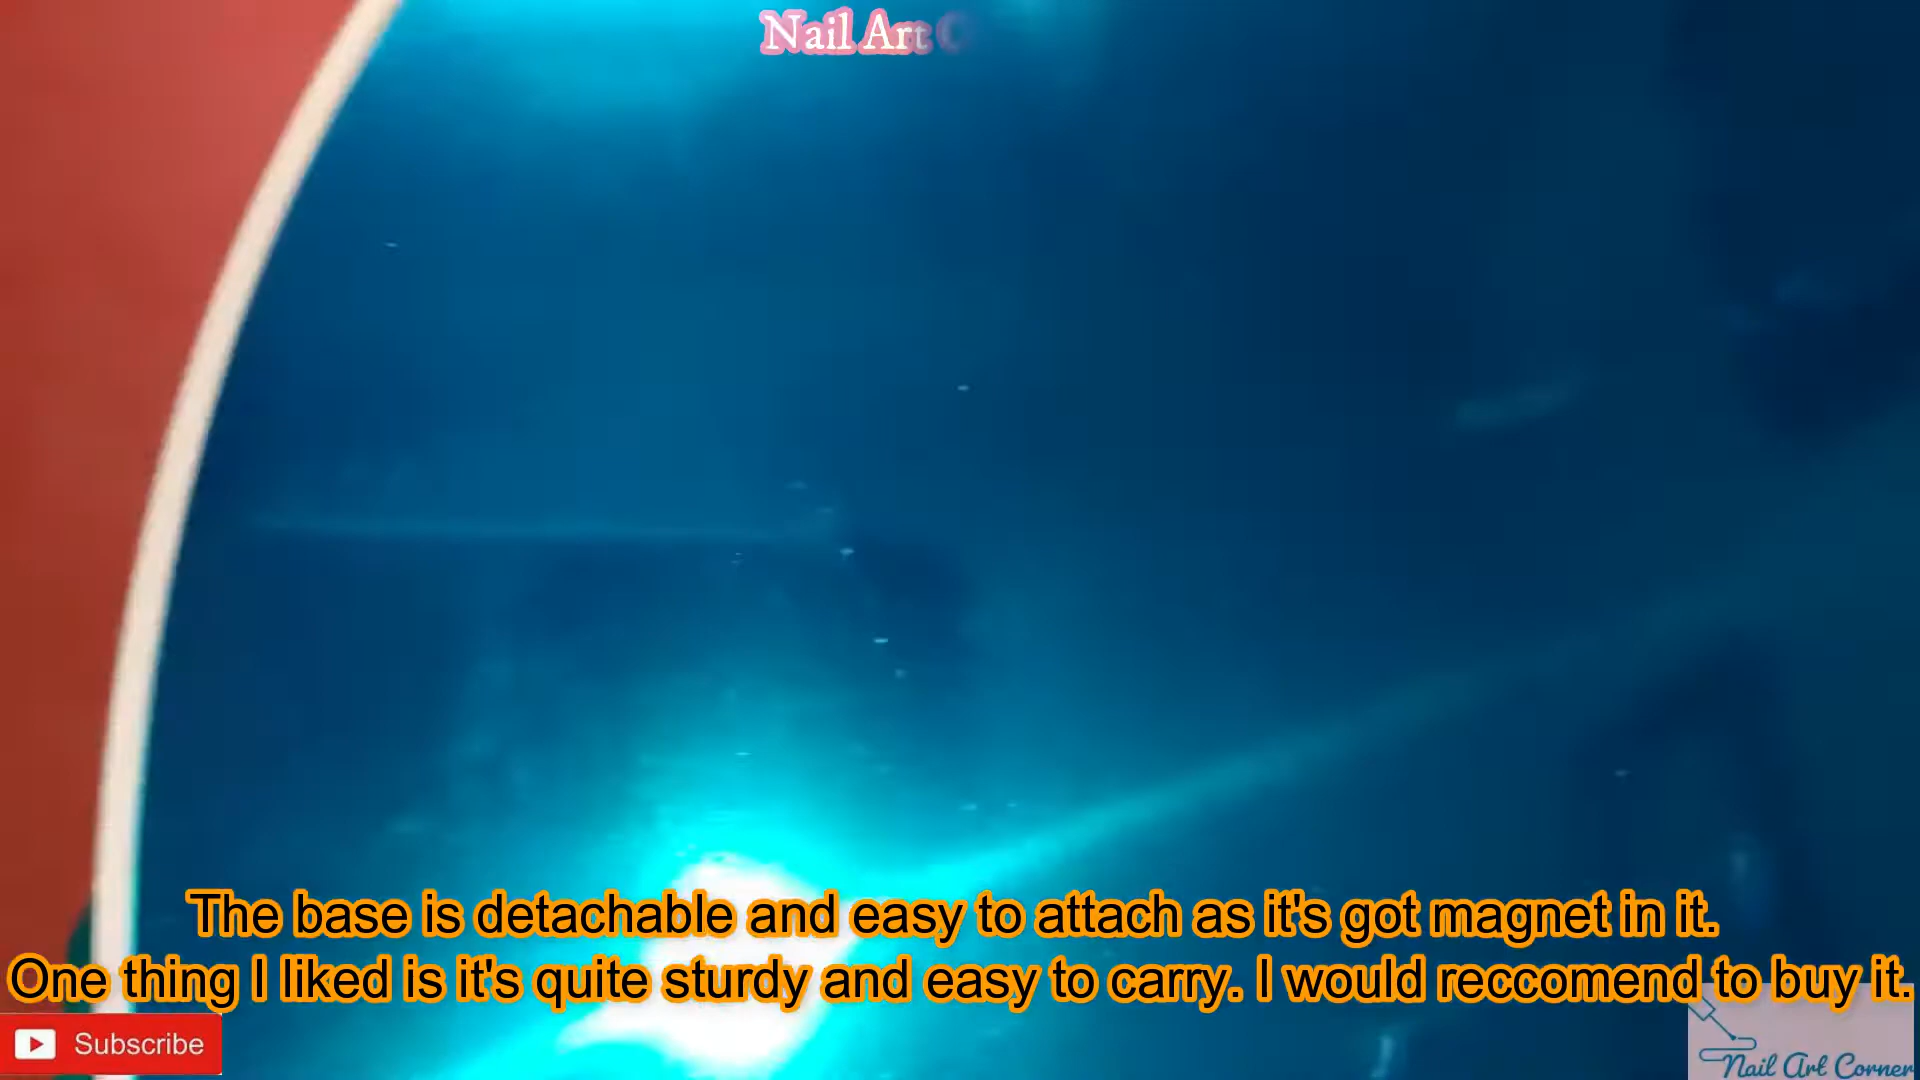 Nail Art C
The base is detachable and easy to attach as it's got magnet in it.
One thing I liked is it's quite sturdy and easy to carry. I would reccomend to buy it.
Subscribe
Nail Art Corner